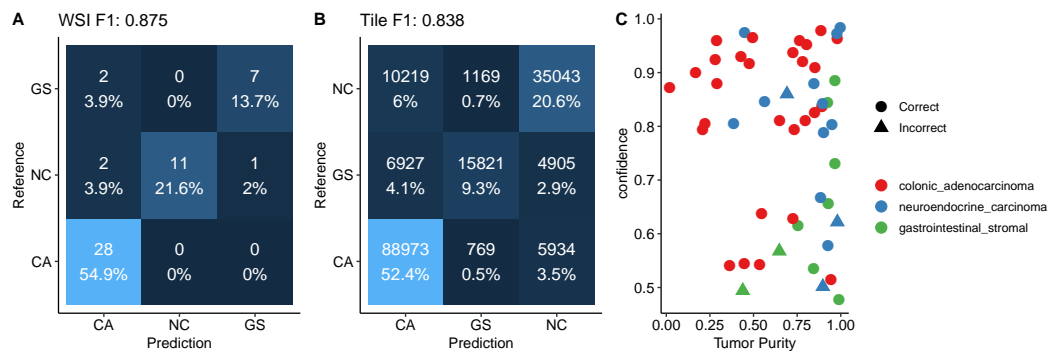 A
WSI F1: 0.875
GS
2
3.9%
0
0%
7
13.7%
NC
2
3.9%
11
21.6%
1
2%
CA
28
54.9%
0
0%
0
0%
CA
NC
GS
Prediction
Reference
B
Tile F1: 0.838
NC
10219
6%
1169
0.7%
35043
20.6%
GS
6927
4.1%
15821
9.3%
4905
2.9%
CA
88973
52.4%
769
0.5%
5934
3.5%
CA
GS
NC
Prediction
Reference
C
1.0
0.9
0.8
0.7
0.6
0.5
confidence
0.00
0.25
0.50
0.75
1.00
Tumor Purity
Correct
Incorrect
colonic_adenocarcinoma
neuroendocrine_carcinoma
gastrointestinal_stromal